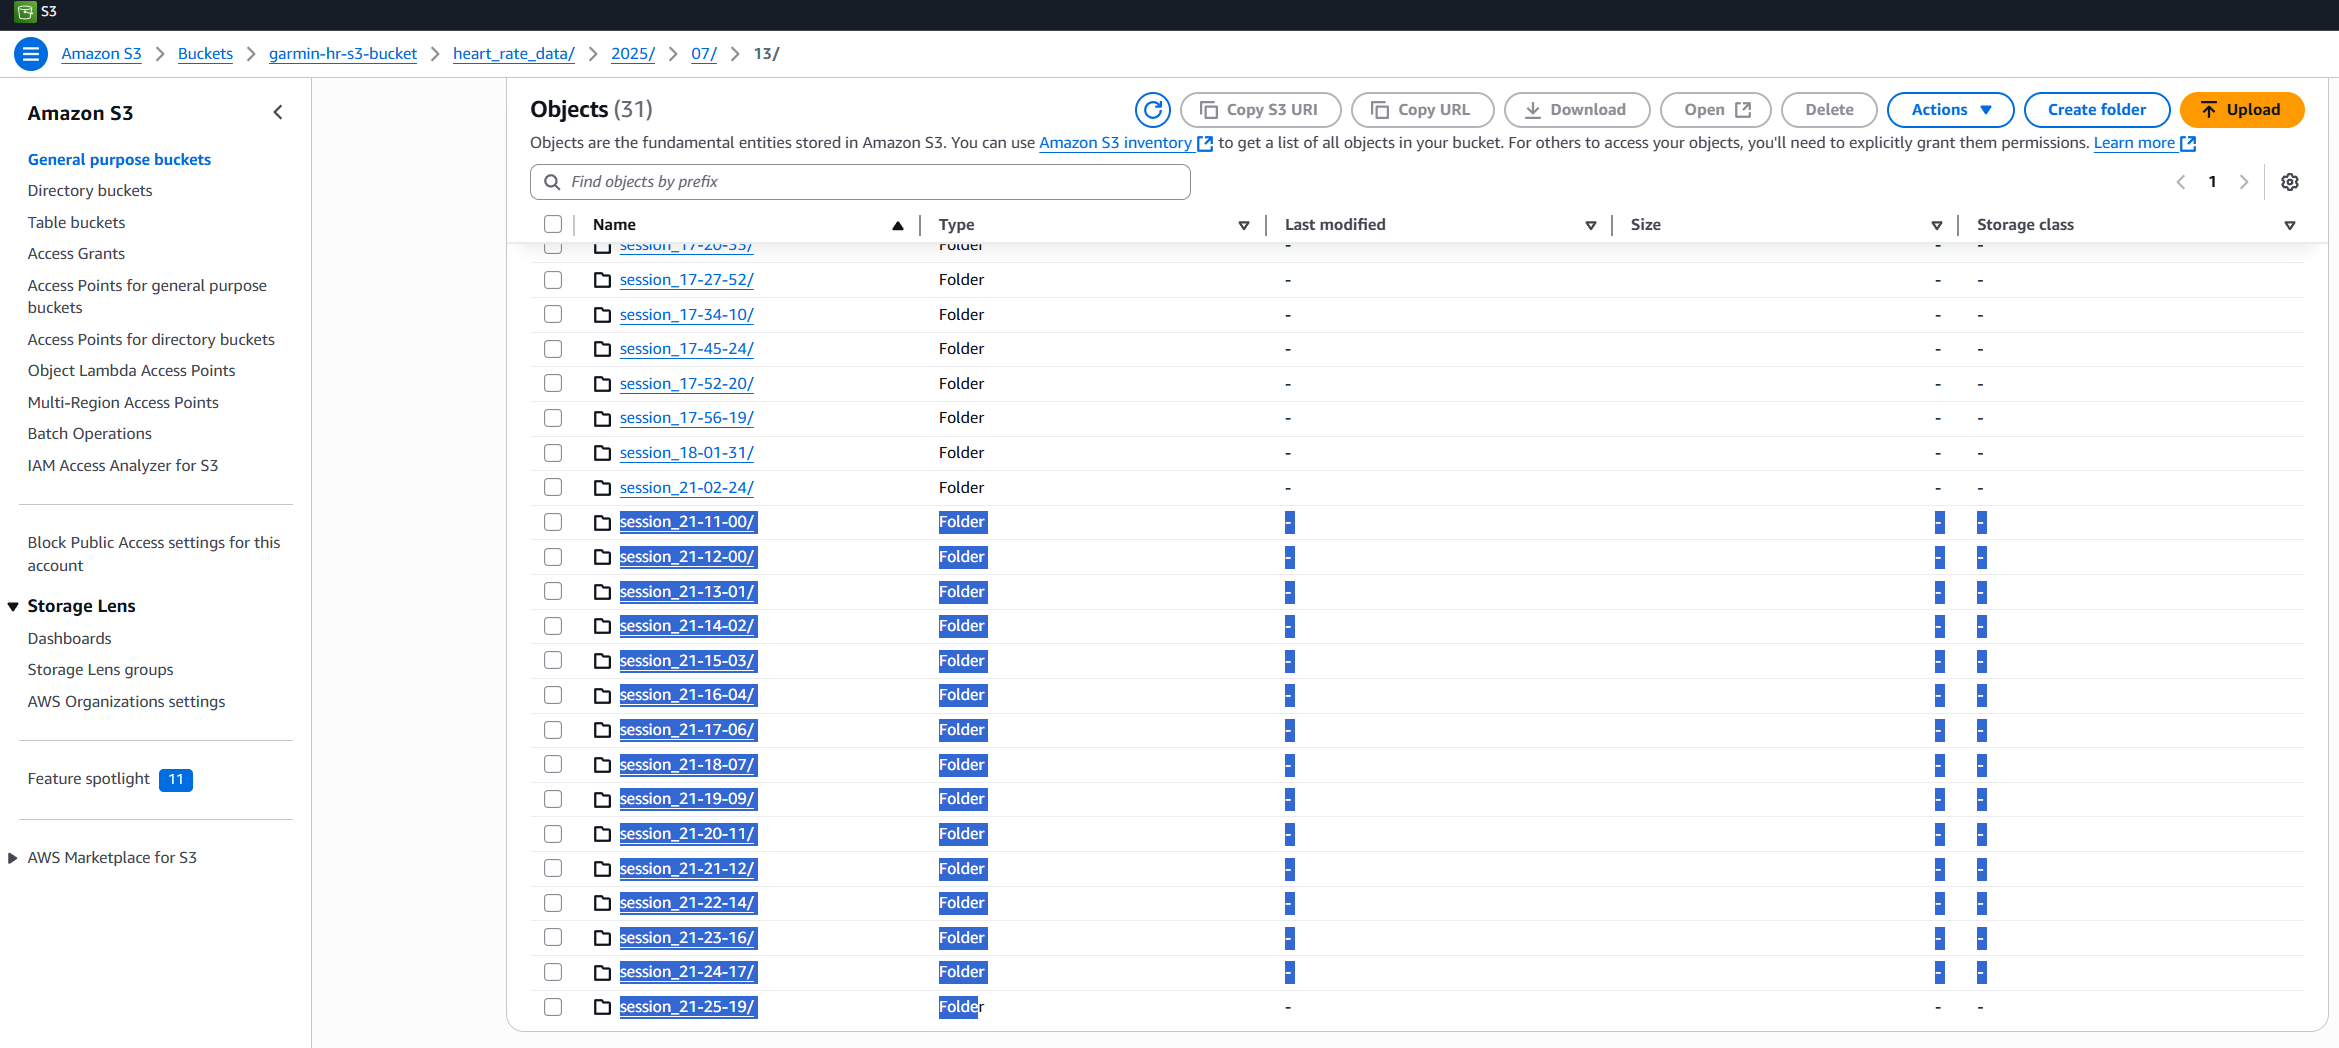 S3
Amazon S3 > Buckets > garmin-hr-s3-bucket > heart_rate_data/ > 2025/ > 07/ > 13/
Amazon S3
General purpose buckets
Directory buckets
Table buckets
Access Grants
Access Points for general purpose
buckets
Access Points for directory buckets
Object Lambda Access Points
Multi-Region Access Points
Batch Operations
IAM Access Analyzer for S3
Block Public Access settings for this
account
Storage Lens
Dashboards
Storage Lens groups
AWS Organizations settings
Feature spotlight 11
AWS Marketplace for S3
Objects (31)
Copy S3 URI
Copy URL
Download
Open
Delete
Actions
Create folder
Upload
Objects are the fundamental entities stored in Amazon S3. You can use Amazon S3 inventory to get a list of all objects in your bucket. For others to access your objects, you'll need to explicitly grant them permissions. Learn more
Find objects by prefix
1
Name Type Last modified Size Storage class
session_17-20-33/ Folder - - -
session_17-27-52/ Folder - - -
session_17-34-10/ Folder - - -
session_17-45-24/ Folder - - -
session_17-52-20/ Folder - - -
session_17-56-19/ Folder - - -
session_18-01-31/ Folder - - -
session_21-02-24/ Folder - - -
session_21-11-00/ Folder - - -
session_21-12-00/ Folder - - -
session_21-13-01/ Folder - - -
session_21-14-02/ Folder - - -
session_21-15-03/ Folder - - -
session_21-16-04/ Folder - - -
session_21-17-06/ Folder - - -
session_21-18-07/ Folder - - -
session_21-19-09/ Folder - - -
session_21-20-11/ Folder - - -
session_21-21-12/ Folder - - -
session_21-22-14/ Folder - - -
session_21-23-16/ Folder - - -
session_21-24-17/ Folder - - -
session_21-25-19/ Folder - - -